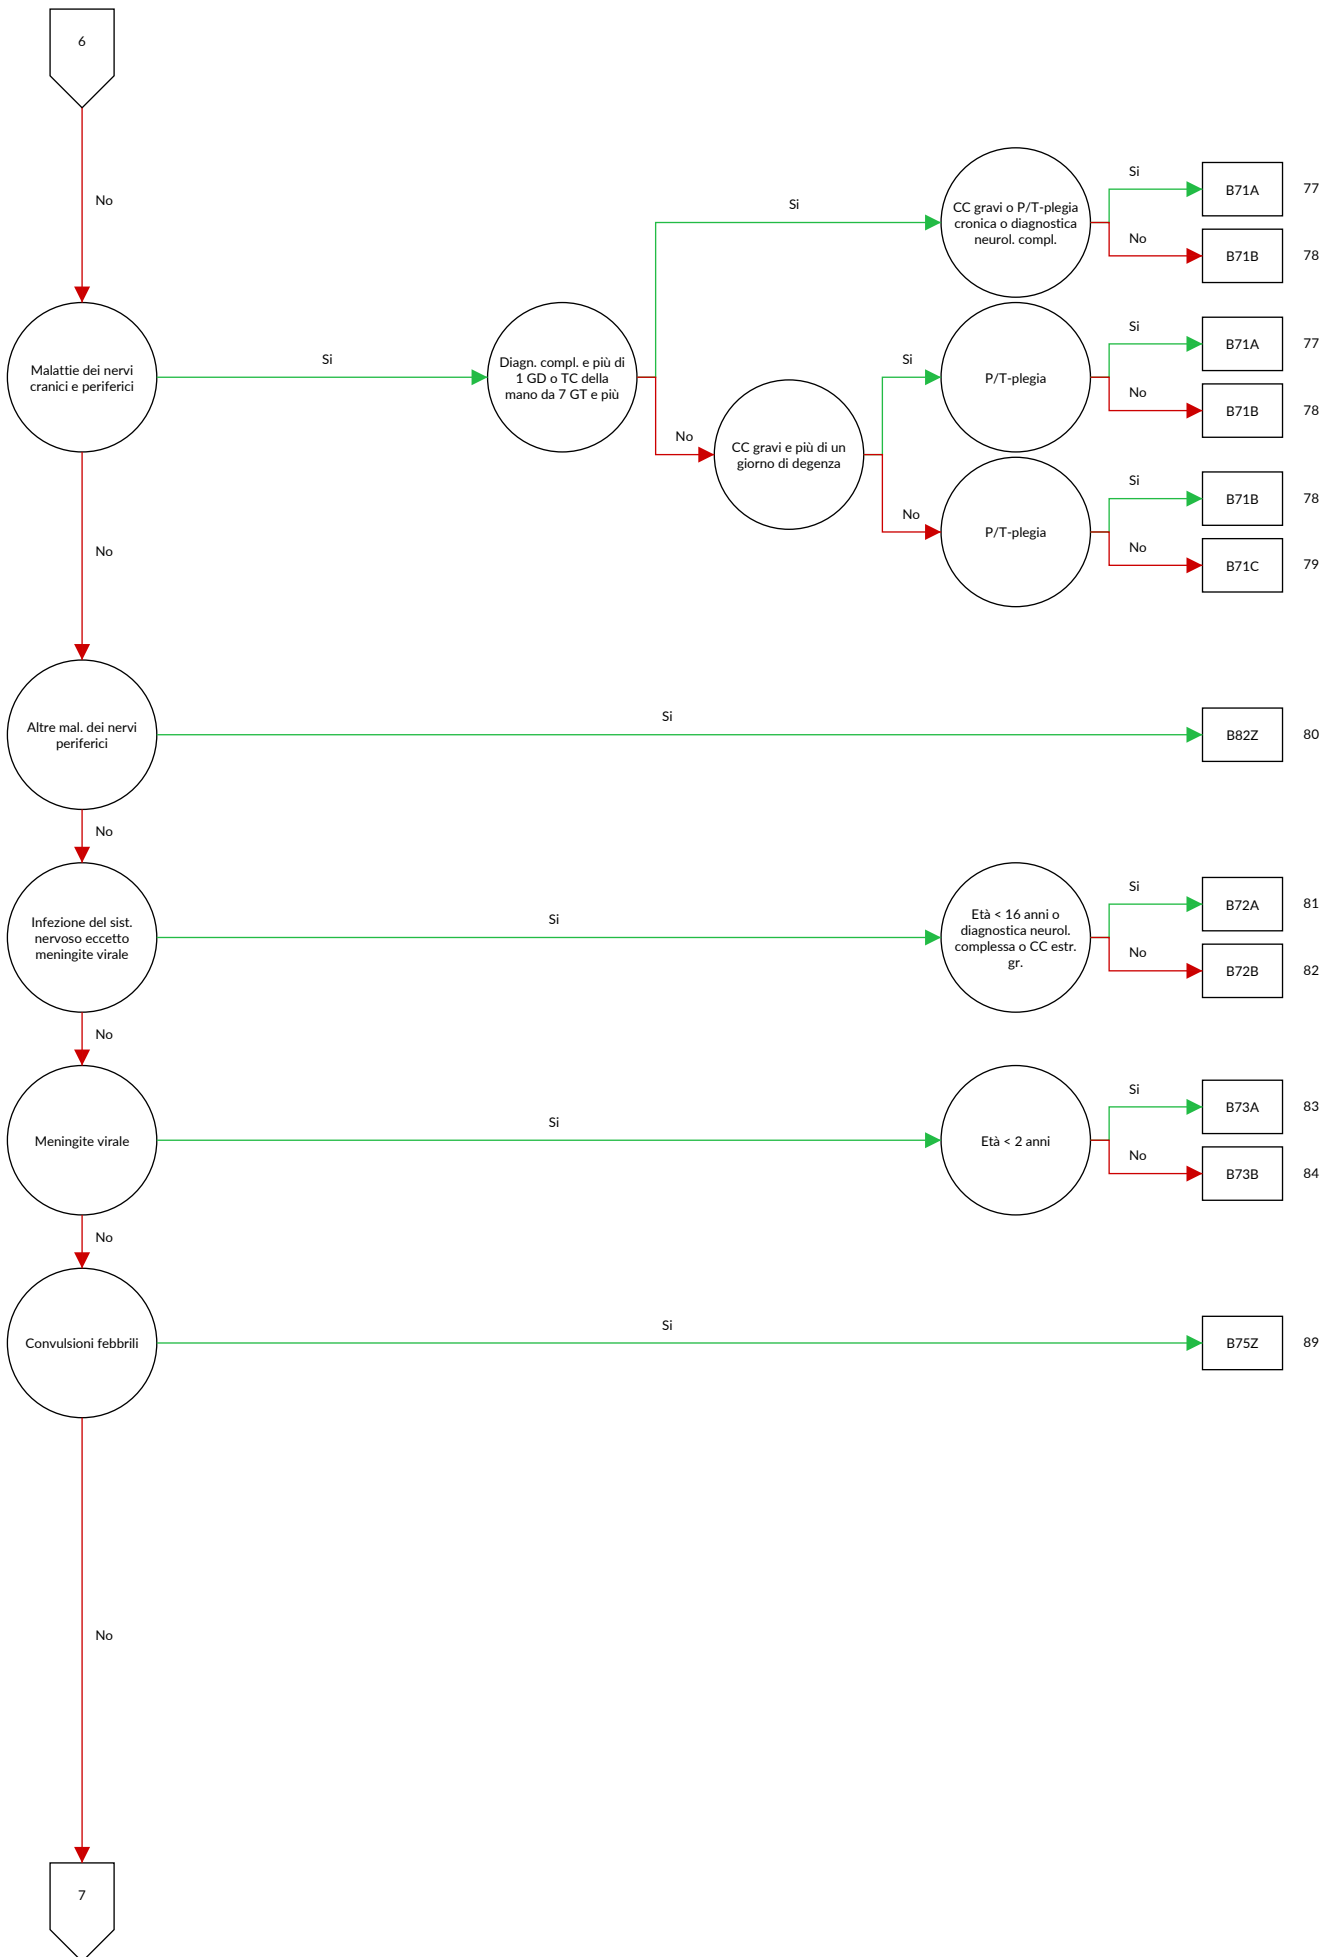 6
No
Si
CC gravi o P/T-plegia
cronica o diagnostica
neurol. compl.
Si
B71A
77
No
B71B
78
Malattie dei nervi
cranici e periferici
Si
Diagn. compl. e più di
1 GD o TC della
mano da 7 GT e più
No
CC gravi e più di un
giorno di degenza
Si
P/T-plegia
Si
B71A
77
No
B71B
78
No
P/T-plegia
Si
B71B
78
No
B71C
79
No
Altre mal. dei nervi
periferici
Si
B82Z
80
No
Infezione del sist.
nervoso eccetto
meningite virale
Si
Età < 16 anni o
diagnostica neurol.
complessa o CC estr.
gr.
Si
B72A
81
No
B72B
82
No
Meningite virale
Si
Età < 2 anni
Si
B73A
83
No
B73B
84
No
Convulsioni febbrili
Si
B75Z
89
No
7